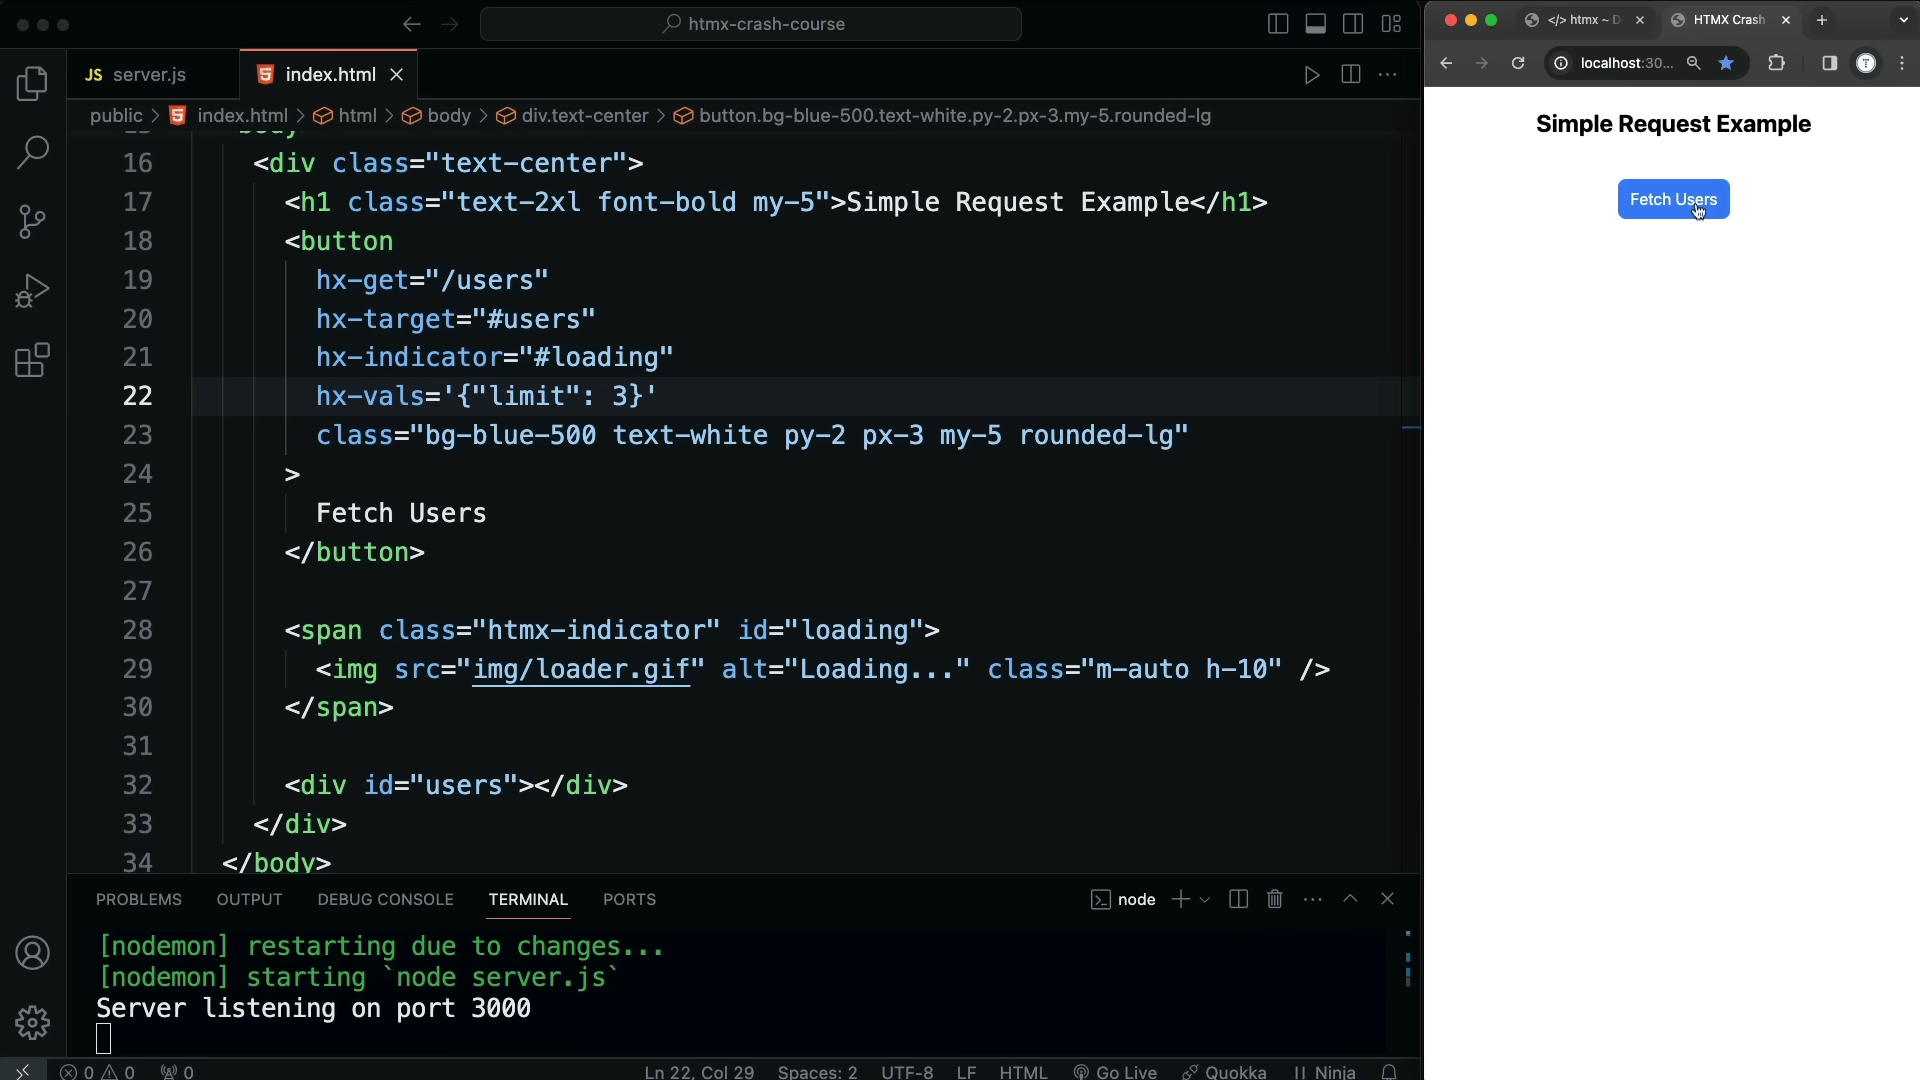 htmx-crash-course
JS server.js
index.html
public > index.html > html > body > div.text-center > button.bg-blue-500.text-white.py-2.px-3.my-5.rounded-lg
16 <div class="text-center">
17 <h1 class="text-2xl font-bold my-5">Simple Request Example</h1>
18 <button
19 hx-get="/users"
20 hx-target="#users"
21 hx-indicator="#loading"
22 hx-vals='{"limit": 3}'
23 class="bg-blue-500 text-white py-2 px-3 my-5 rounded-lg"
24 >
25 Fetch Users
26 </button>
27
28 <span class="htmx-indicator" id="loading">
29 <img src="img/loader.gif" alt="Loading..." class="m-auto h-10" />
30 </span>
31
32 <div id="users"></div>
33 </div>
34 </body>
PROBLEMS OUTPUT DEBUG CONSOLE TERMINAL PORTS
node
[nodemon] restarting due to changes...
[nodemon] starting `node server.js`
Server listening on port 3000
0 0 0
Ln 22, Col 29 Spaces: 2 UTF-8 LF HTML Go Live Quokka Ninja
</> htmx ~ D
HTMX Crash
localhost:30...
T
Simple Request Example
Fetch Users